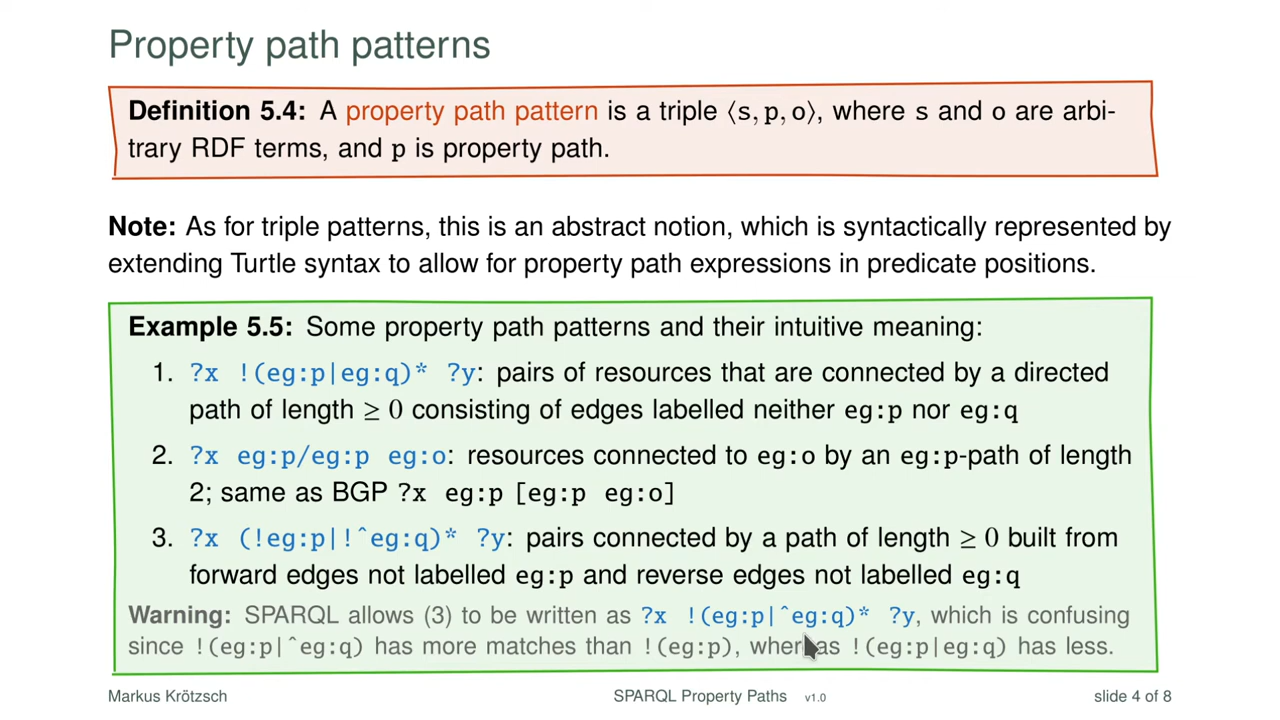 Property path patterns
Definition 5.4: A property path pattern is a triple ⟨s, p, o⟩, where s and o are arbi-
trary RDF terms, and p is property path.
Note: As for triple patterns, this is an abstract notion, which is syntactically represented by
extending Turtle syntax to allow for property path expressions in predicate positions.
Example 5.5: Some property path patterns and their intuitive meaning:
1. ?x !(eg:p|eg:q)* ?y: pairs of resources that are connected by a directed
path of length ≥ 0 consisting of edges labelled neither eg:p nor eg:q
2. ?x eg:p/eg:p eg:o: resources connected to eg:o by an eg:p-path of length
2; same as BGP ?x eg:p [eg:p eg:o]
3. ?x (!eg:p|!^eg:q)* ?y: pairs connected by a path of length ≥ 0 built from
forward edges not labelled eg:p and reverse edges not labelled eg:q
Warning: SPARQL allows (3) to be written as ?x !(eg:p|^eg:q)* ?y, which is confusing
since !(eg:p|^eg:q) has more matches than !(eg:p), whereas !(eg:p|eg:q) has less.
Markus Krötzsch SPARQL Property Paths v1.0 slide 4 of 8